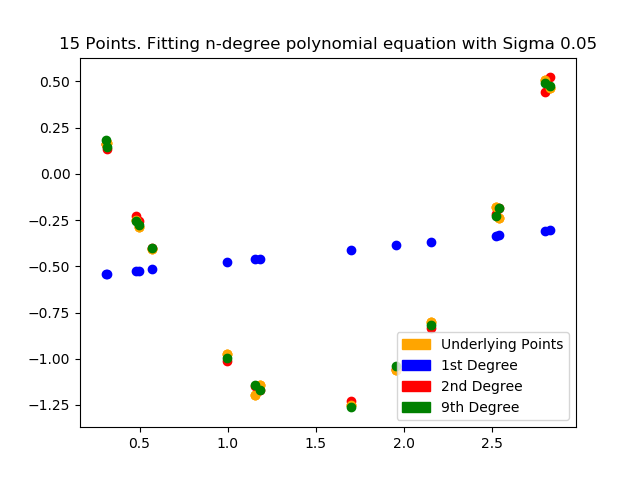 15 Points. Fitting n-degree polynomial equation with Sigma 0.05
0.50
0.25
0.00
−0.25
−0.50
−0.75
−1.00
−1.25
Underlying Points
1st Degree
2nd Degree
9th Degree
0.5
1.0
1.5
2.0
2.5